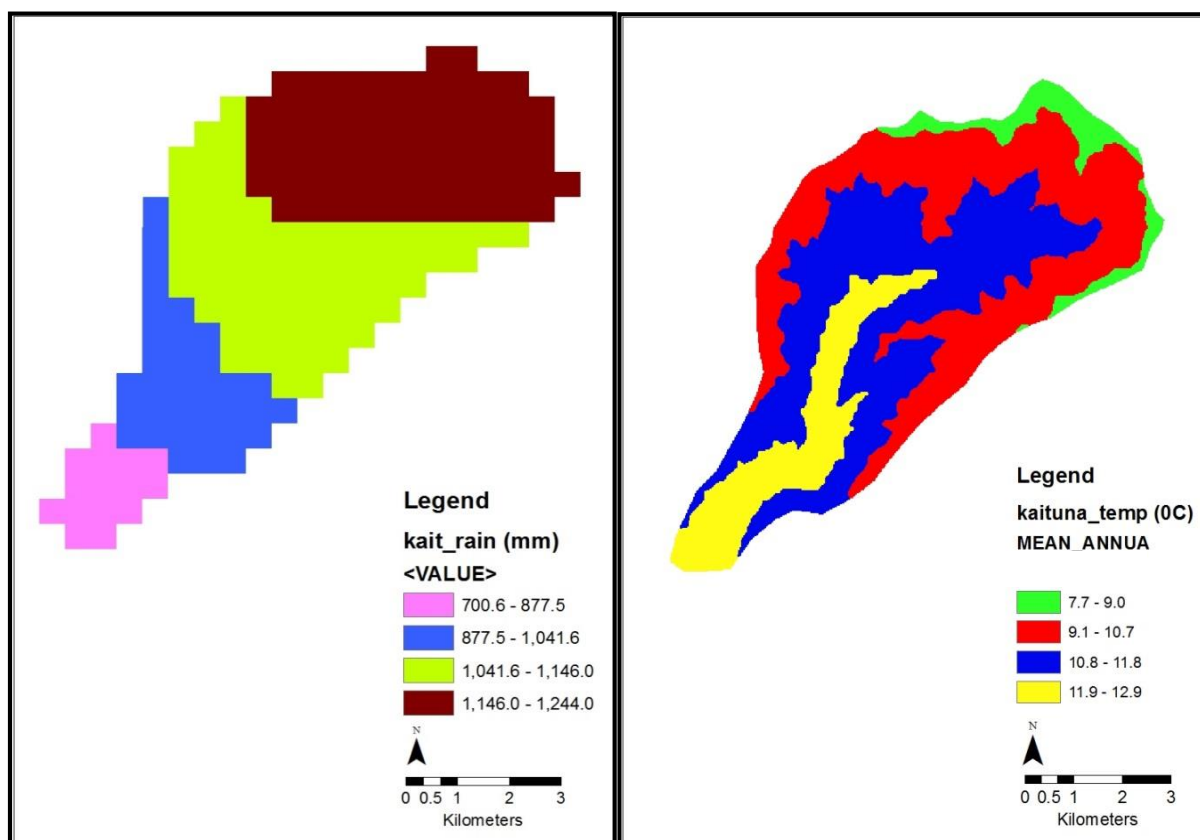 Legend
kait_rain (mm)
<VALUE>
700.6 - 877.5
877.5 - 1,041.6
1,041.6 - 1,146.0
1,146.0 - 1,244.0
N
0 0.5 1 2 3
Kilometers
Legend
kaituna_temp (0C)
MEAN_ANNUA
7.7 - 9.0
9.1 - 10.7
10.8 - 11.8
11.9 - 12.9
N
0 0.5 1 2 3
Kilometers